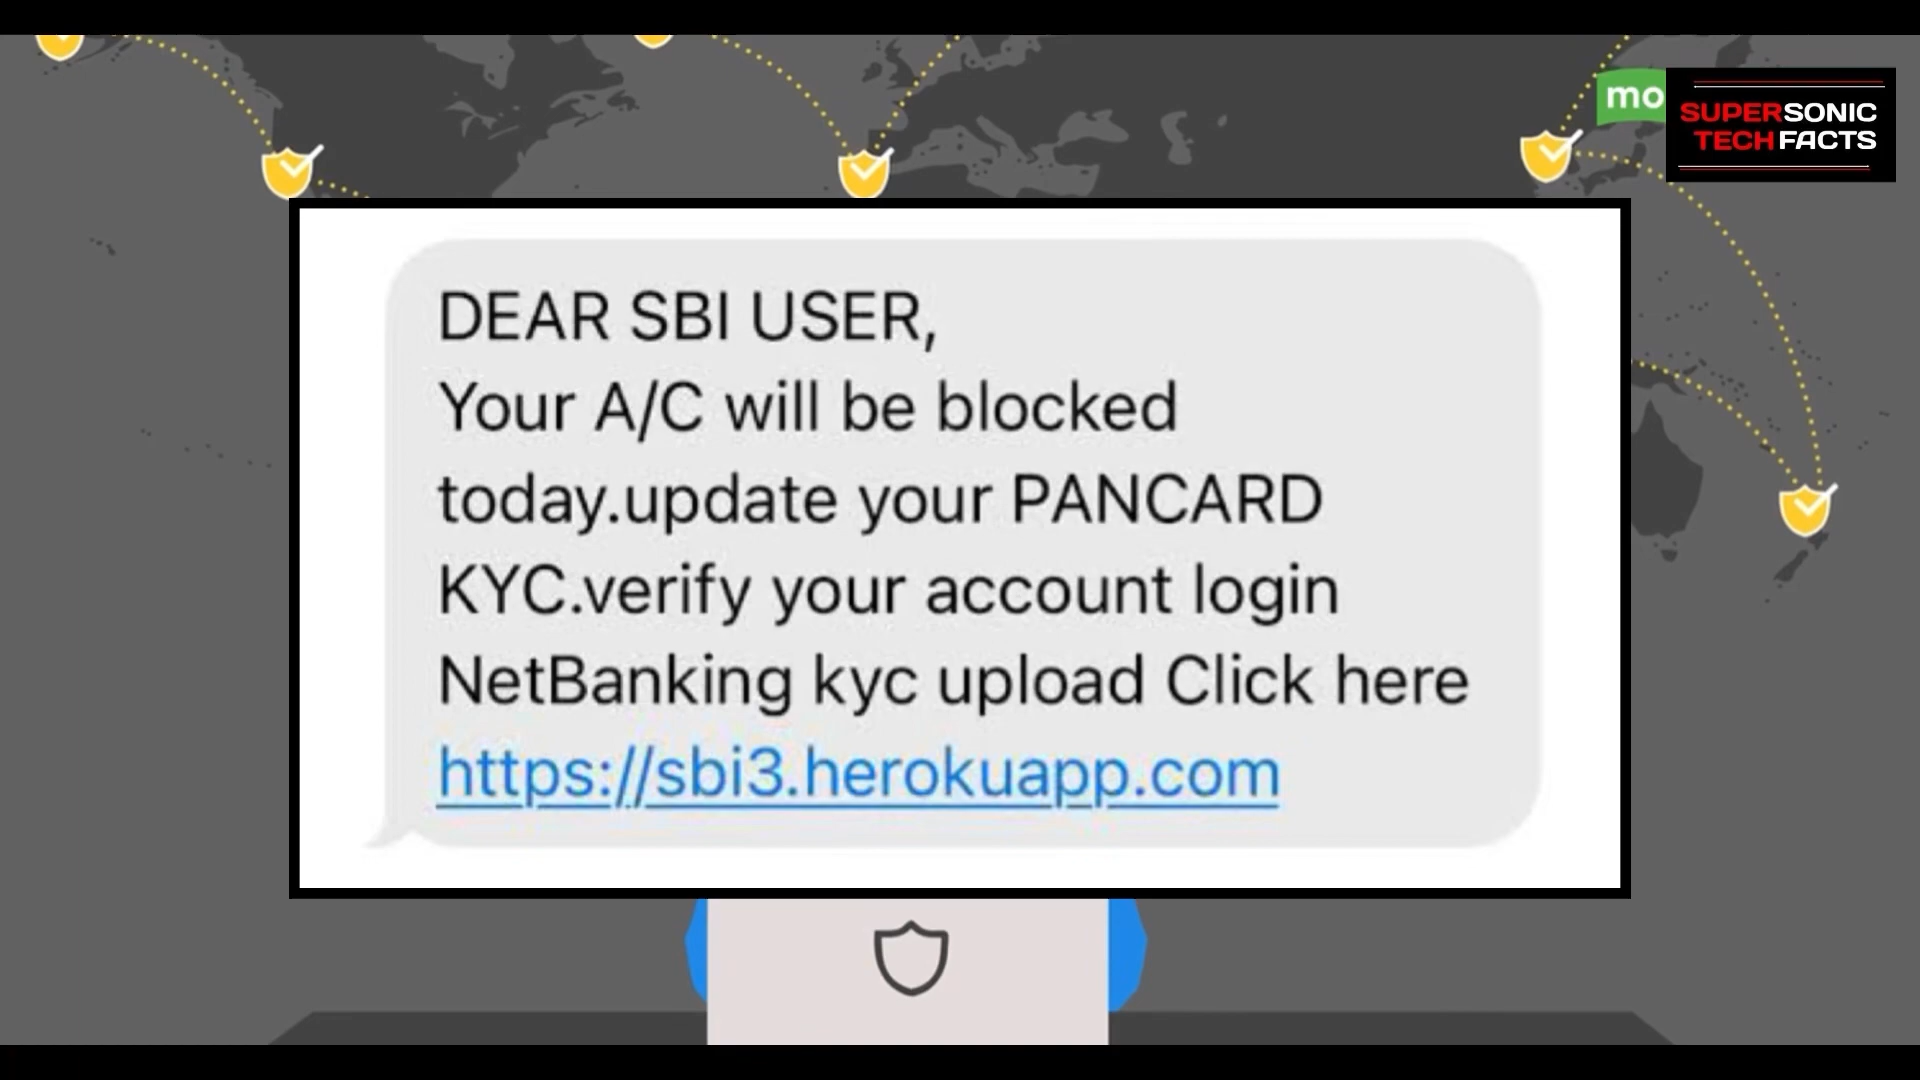 mo
SUPERSONIC
TECH FACTS
DEAR SBI USER,
Your A/C will be blocked
today.update your PANCARD
KYC.verify your account login
NetBanking kyc upload Click here
https://sbi3.herokuapp.com